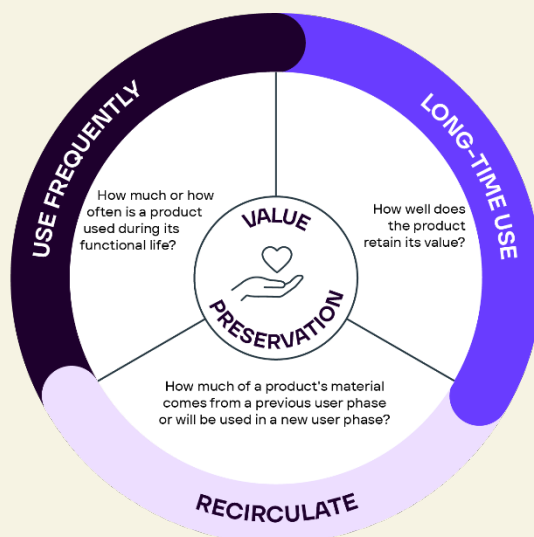 USE FREQUENTLY
LONG-TIME USE
How much or how
often is a product
used during its
functional life?
How well does
the product
retain its value?
VALUE
PRESERVATION
How much of a product's material
comes from a previous user phase
or will be used in a new user phase?
RECIRCULATE